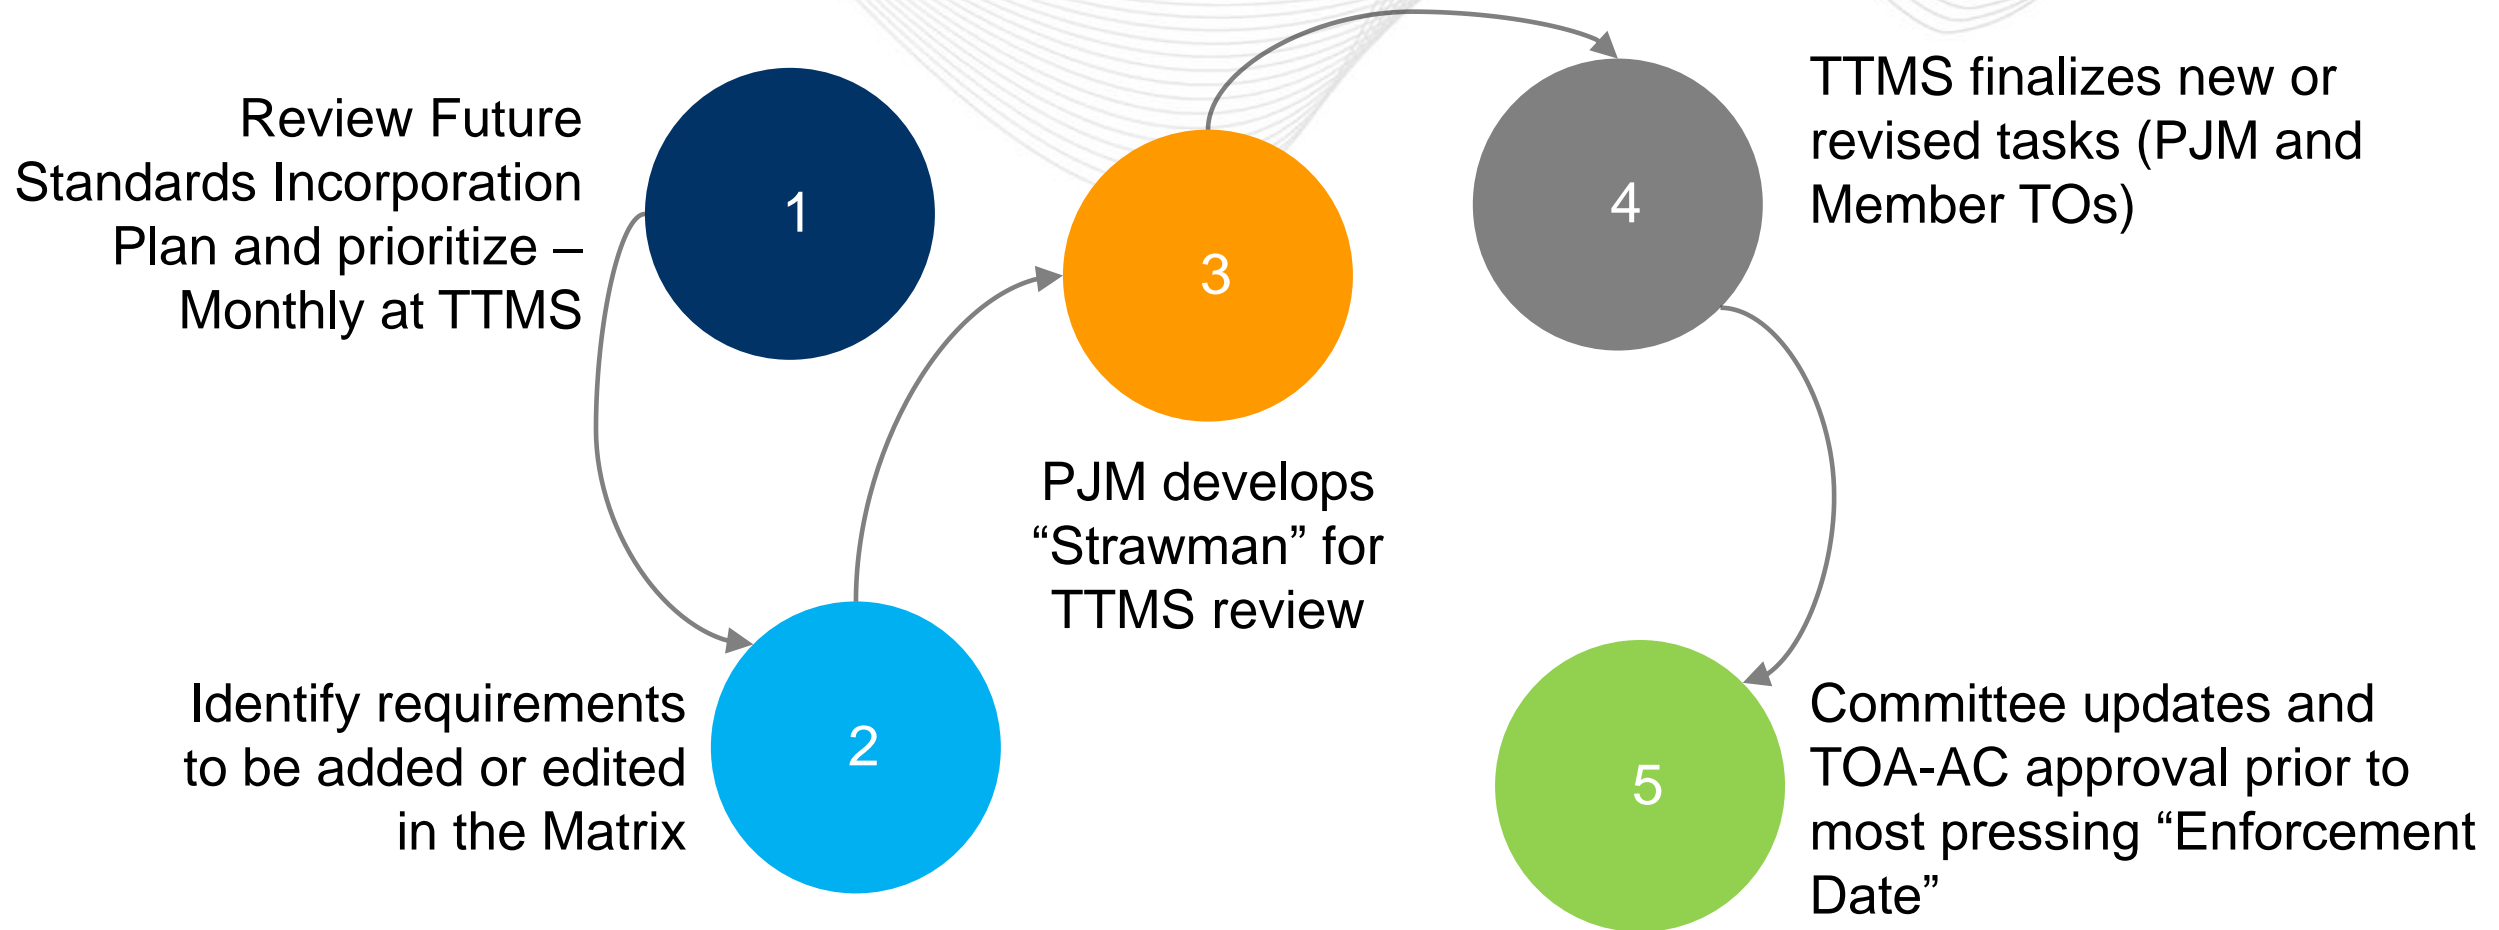 Review Future
Standards Incorporation
Plan and prioritize –
Monthly at TTMS
1
Identify requirements
to be added or edited
in the Matrix
2
3
PJM develops
“Strawman” for
TTMS review
4
TTMS finalizes new or
revised tasks (PJM and
Member TOs)
5
Committee updates and
TOA-AC approval prior to
most pressing “Enforcement
Date”